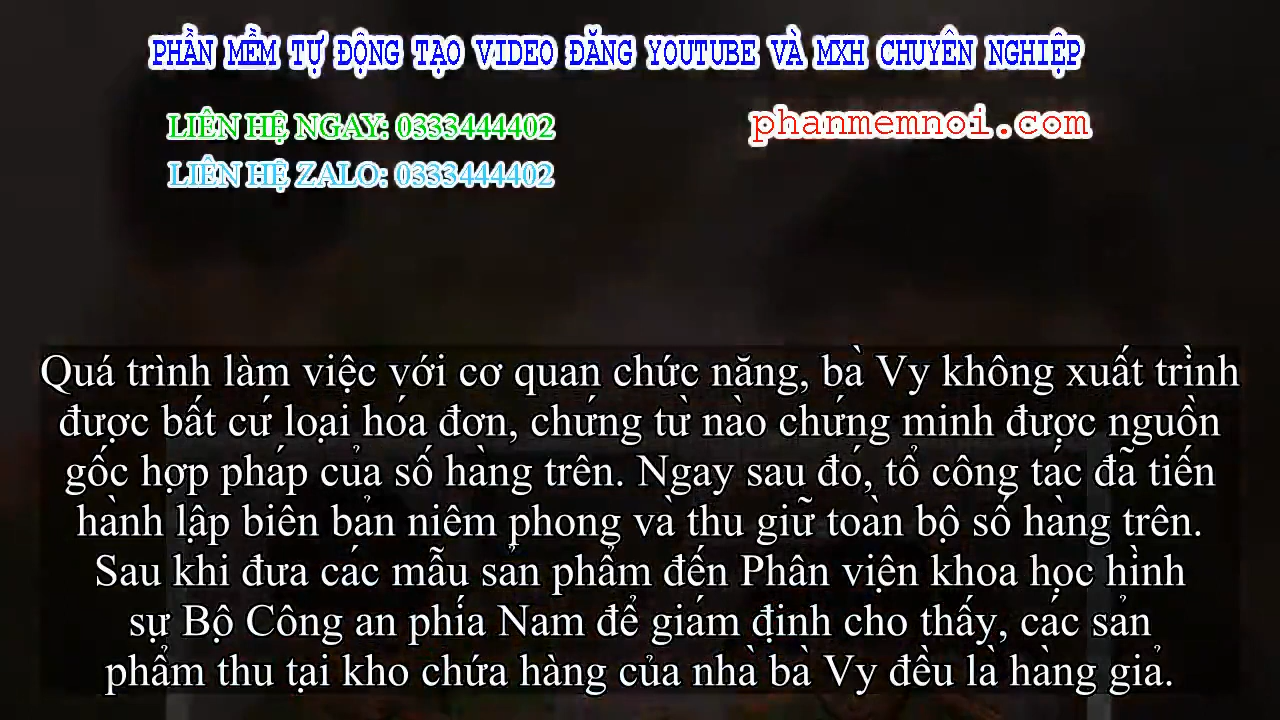 PHẦN MỀM TỰ ĐỘNG TẠO VIDEO ĐĂNG YOUTUBE VÀ MXH CHUYÊN NGHIỆP
LIÊN HỆ NGAY: 0333444402
phanmemnoi.com
LIÊN HỆ ZALO: 0333444402
Quá trình làm việc với cơ quan chức năng, bà Vy không xuất trình
được bất cứ loại hóa đơn, chứng từ nào chứng minh được nguồn
gốc hợp pháp của số hàng trên. Ngay sau đó, tổ công tác đã tiến
hành lập biên bản niêm phong và thu giữ toàn bộ số hàng trên.
Sau khi đưa các mẫu sản phẩm đến Phân viện khoa học hình
sự Bộ Công an phía Nam để giám định cho thấy, các sản
phẩm thu tại kho chứa hàng của nhà bà Vy đều là hàng giả.